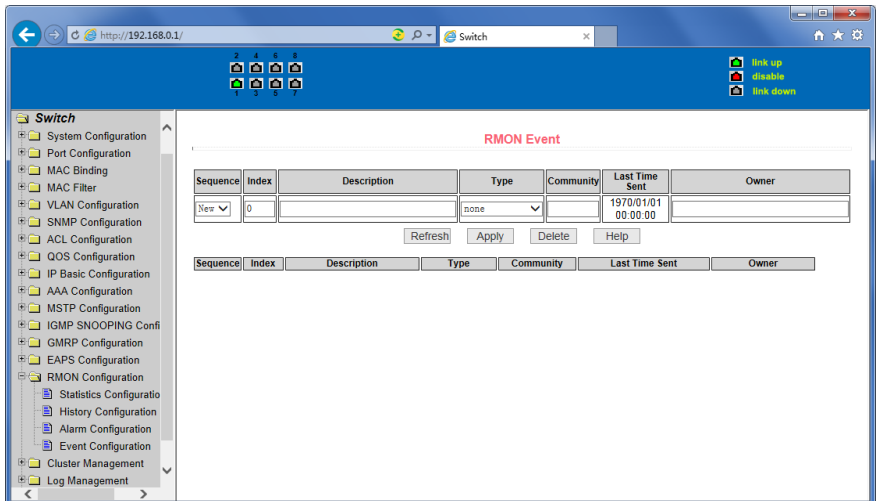 http://192.168.0.1/
Switch
2 4 6 8
1 3 5 7
link up
disable
link down
Switch
System Configuration
Port Configuration
MAC Binding
MAC Filter
VLAN Configuration
SNMP Configuration
ACL Configuration
QOS Configuration
IP Basic Configuration
AAA Configuration
MSTP Configuration
IGMP SNOOPING Confi
GMRP Configuration
EAPS Configuration
RMON Configuration
Statistics Configuratio
History Configuration
Alarm Configuration
Event Configuration
Cluster Management
Log Management
RMON Event
Sequence Index Description Type Community Last Time Sent Owner
New 0 none 1970/01/01 00:00:00
Refresh Apply Delete Help
Sequence Index Description Type Community Last Time Sent Owner